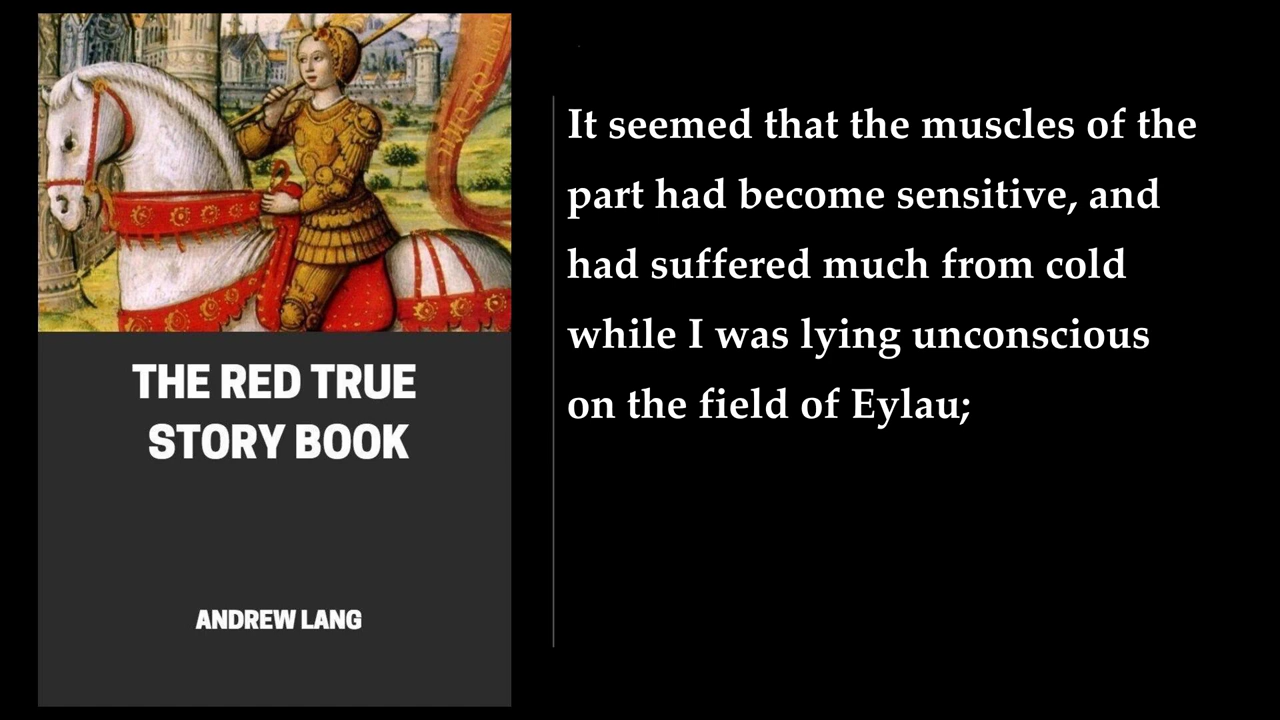 THE RED TRUE
STORY BOOK
ANDREW LANG
It seemed that the muscles of the
part had become sensitive, and
had suffered much from cold
while I was lying unconscious
on the field of Eylau;